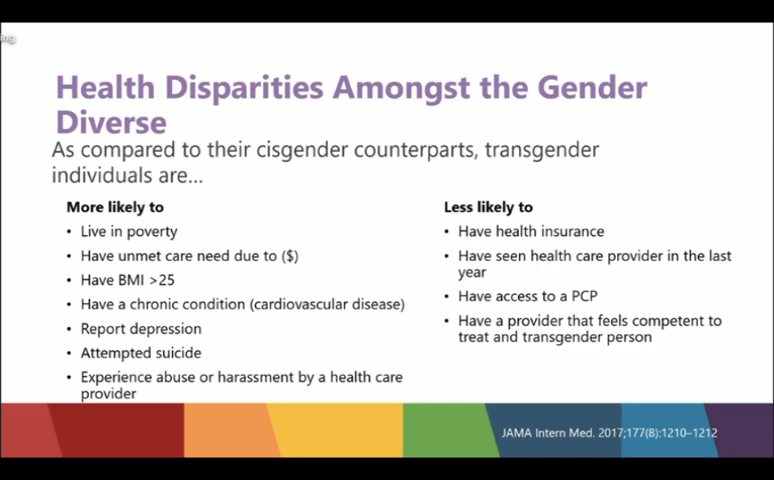 ing
Health Disparities Amongst the Gender
Diverse
As compared to their cisgender counterparts, transgender
individuals are...
More likely to
• Live in poverty
• Have unmet care need due to ($)
• Have BMI >25
• Have a chronic condition (cardiovascular disease)
• Report depression
• Attempted suicide
• Experience abuse or harassment by a health care
provider
Less likely to
• Have health insurance
• Have seen health care provider in the last
year
• Have access to a PCP
• Have a provider that feels competent to
treat and transgender person
JAMA Intern Med. 2017;177(8):1210–1212